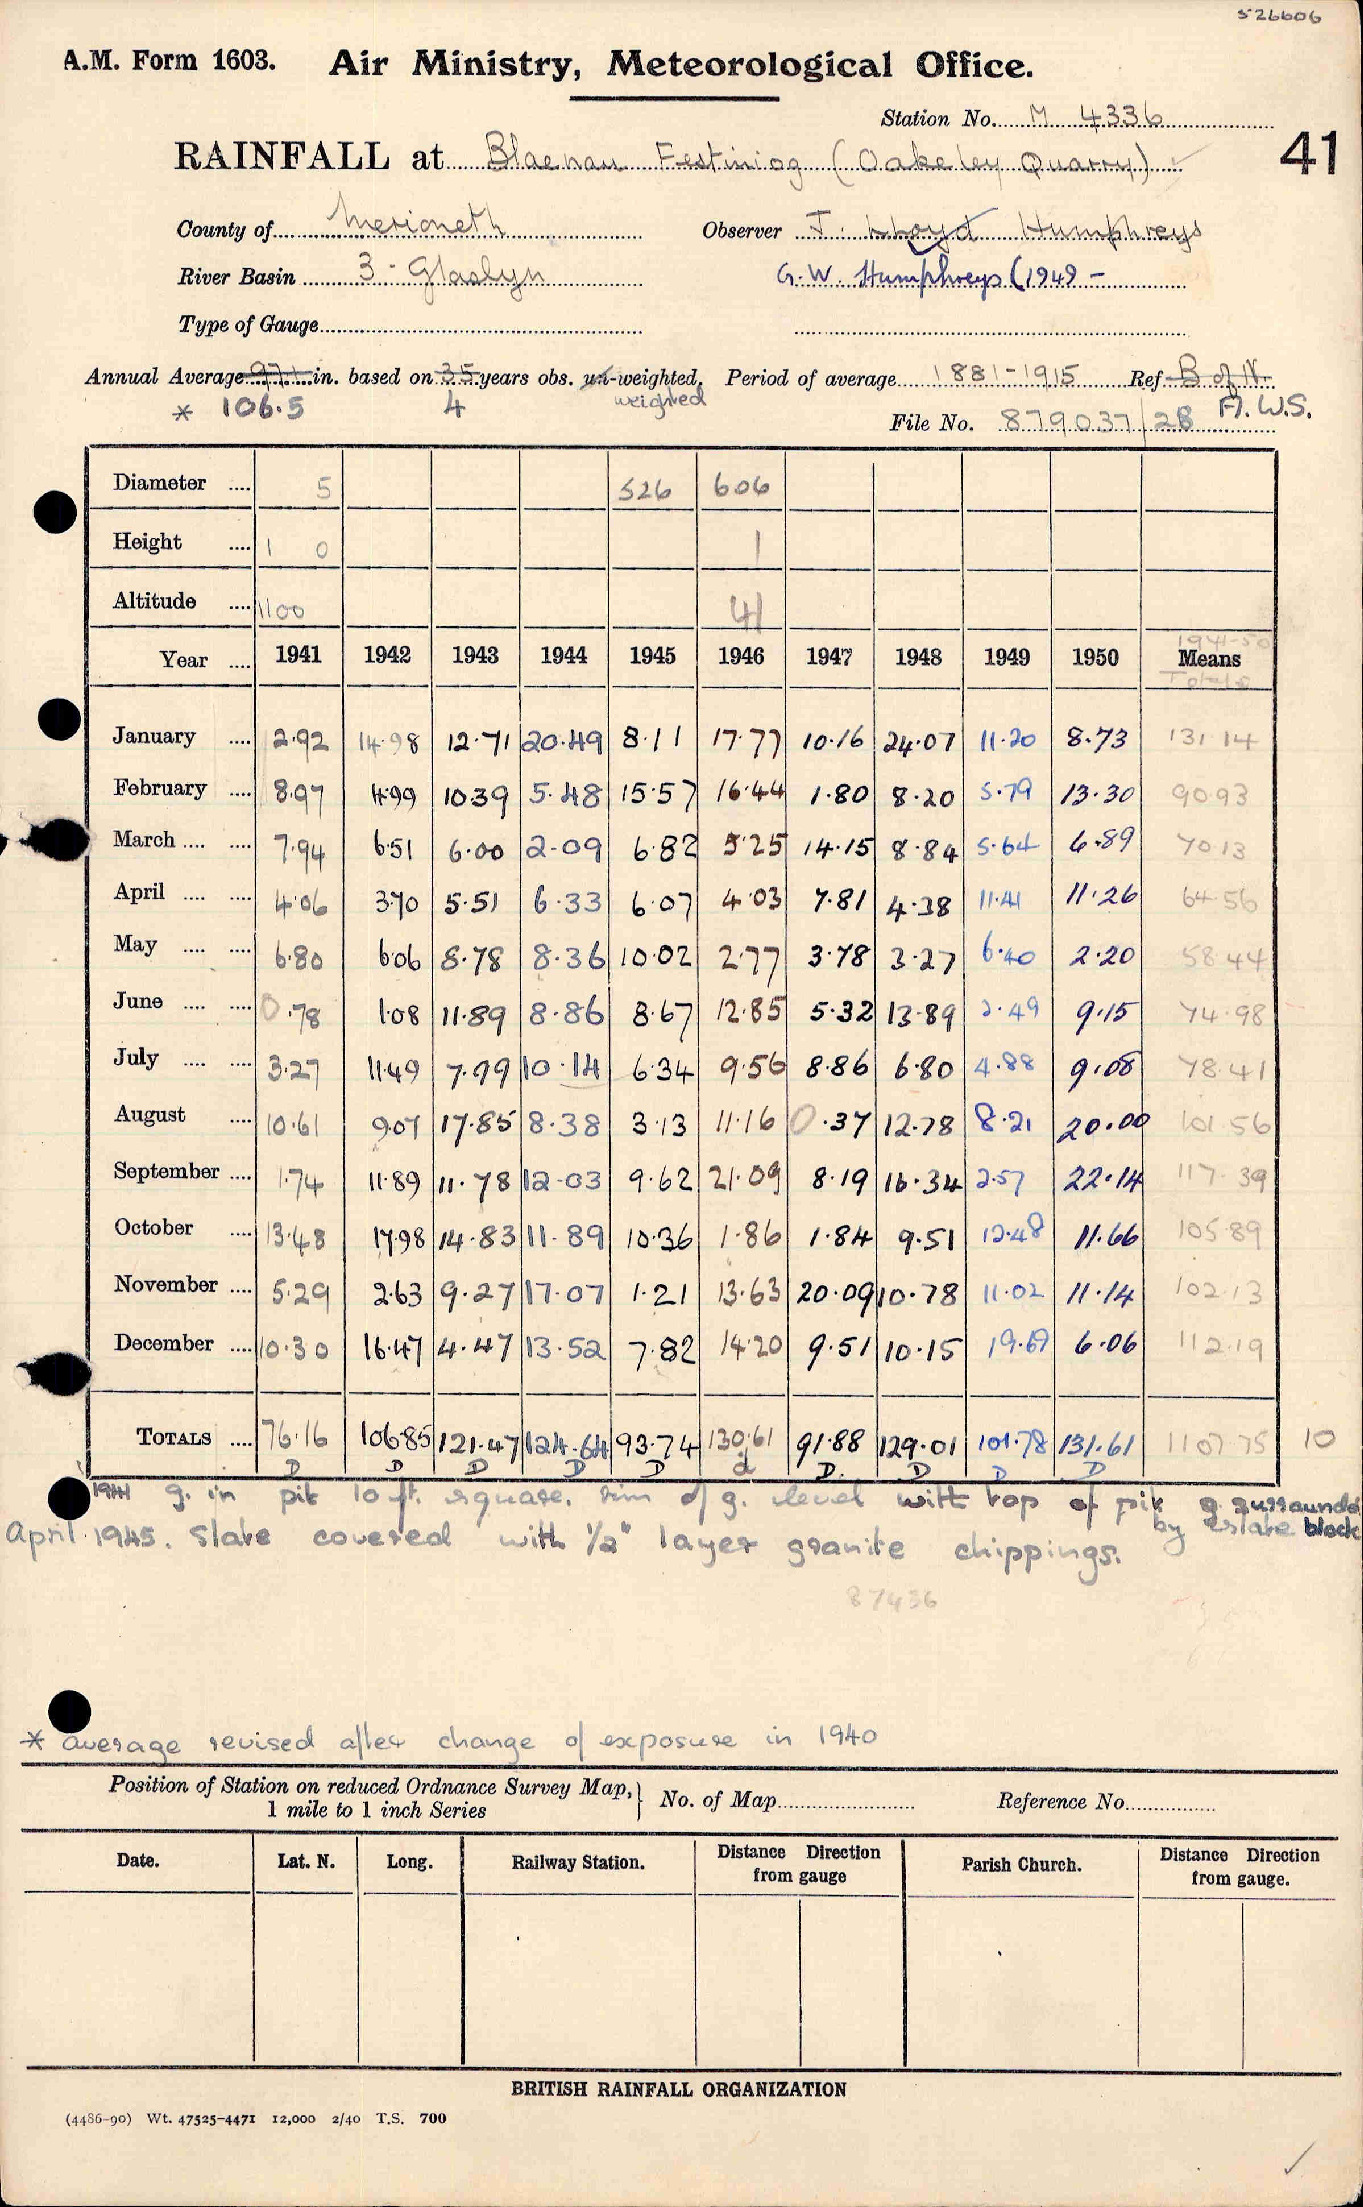 526606
A.M. Form 1603. Air Ministry, Meteorological Office.
Station No. M 4336
41
RAINFALL at Blaenau Festiniog (Oakeley Quarry)
County of Merioneth Observer J. Lloyd Humphreys
River Basin 3 - Glaslyn G. W. Humphreys (1949 -
Type of Gauge
Annual Average 97.1 in. based on 35 years obs. un-weighted. Period of average 1881-1915 Ref B of N.
* 106.5 4 weighted A.W.S.
File No. 879037/28
Diameter .... 5 526 606
Height .... 1 0 1
Altitude .... 1100 41
1941-50
Year .... 1941 1942 1943 1944 1945 1946 1947 1948 1949 1950 Means
Totals
January .... 2.92 14.98 12.71 20.49 8.11 17.77 10.16 24.07 11.20 8.73 131.14
February .... 8.97 4.99 10.39 5.48 15.57 16.44 1.80 8.20 5.79 13.30 90.93
March .... .... 7.94 6.51 6.00 2.09 6.82 5.25 14.15 8.84 5.64 6.89 70.13
April .... .... 4.06 3.70 5.51 6.33 6.07 4.03 7.81 4.38 11.41 11.26 64.56
May .... .... 6.80 6.06 8.78 8.36 10.02 2.77 3.78 3.27 6.40 2.20 58.44
June .... .... 0.78 1.08 11.89 8.86 8.67 12.85 5.32 13.89 2.49 9.15 74.98
July .... .... 3.27 11.49 7.99 10.14 6.34 9.56 8.86 6.80 4.88 9.08 78.41
August .... 10.61 9.07 17.85 8.38 3.13 11.16 0.37 12.78 8.21 20.00 101.56
September .... 1.74 11.89 11.78 12.03 9.62 21.09 8.19 16.34 2.57 22.14 117.39
October .... 13.48 17.98 14.83 11.89 10.36 1.86 1.84 9.51 12.48 11.66 105.89
November .... 5.29 2.63 9.27 17.07 1.21 13.63 20.09 10.78 11.02 11.14 102.13
December .... 10.30 16.47 4.47 13.52 7.82 14.20 9.51 10.15 19.69 6.06 112.19
TOTALS .... 76.16 106.85 121.47 124.64 93.74 130.61 91.88 129.01 101.78 131.61 1107.75 10
D D D D D d D. D D D
1941 g. in pit 10 ft. square. rim of g. level with top of pit g. surrounded
by slate block
April 1945. Slate covered with 1/2" layer granite chippings.
87436
* average revised after change of exposure in 1940
Position of Station on reduced Ordnance Survey Map, } No. of Map Reference No.
1 mile to 1 inch Series
Date. Lat. N. Long. Railway Station. Distance Direction from gauge Parish Church. Distance Direction from gauge.
BRITISH RAINFALL ORGANIZATION
(4486-90) Wt. 47525-4471 12,000 2/40 T.S. 700